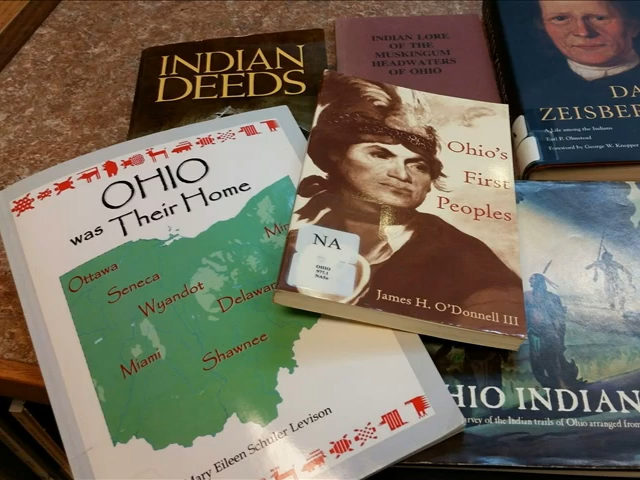 INDIAN
DEEDS
INDIAN LORE
OF THE
MUSKINGUM
HEADWATERS
OF OHIO
DA
ZEISBER
A Life among the Indians
Earl P. Olmstead
Foreword by George W. Knepper
OHIO
was Their Home
Ottawa
Seneca
Wyandot
Delawar
Miami
Shawnee
Mary Eileen Schuler Levison
Ohio's
First
Peoples
NA
OHIO
977.1
James H. O'Donnell III
HIO INDIAN
rvey of the Indian trails of Ohio arranged from